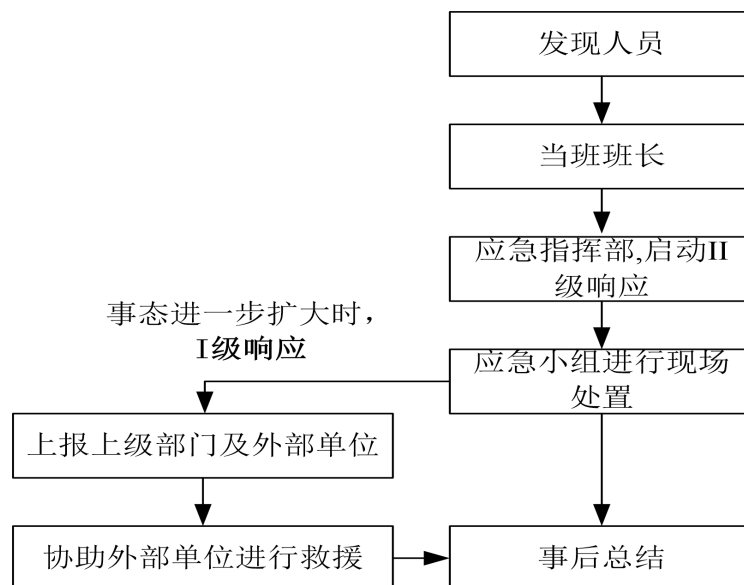 发现人员
当班班长
应急指挥部,启动II
级响应
事态进一步扩大时，
I级响应
应急小组进行现场
处置
上报上级部门及外部单位
协助外部单位进行救援
事后总结